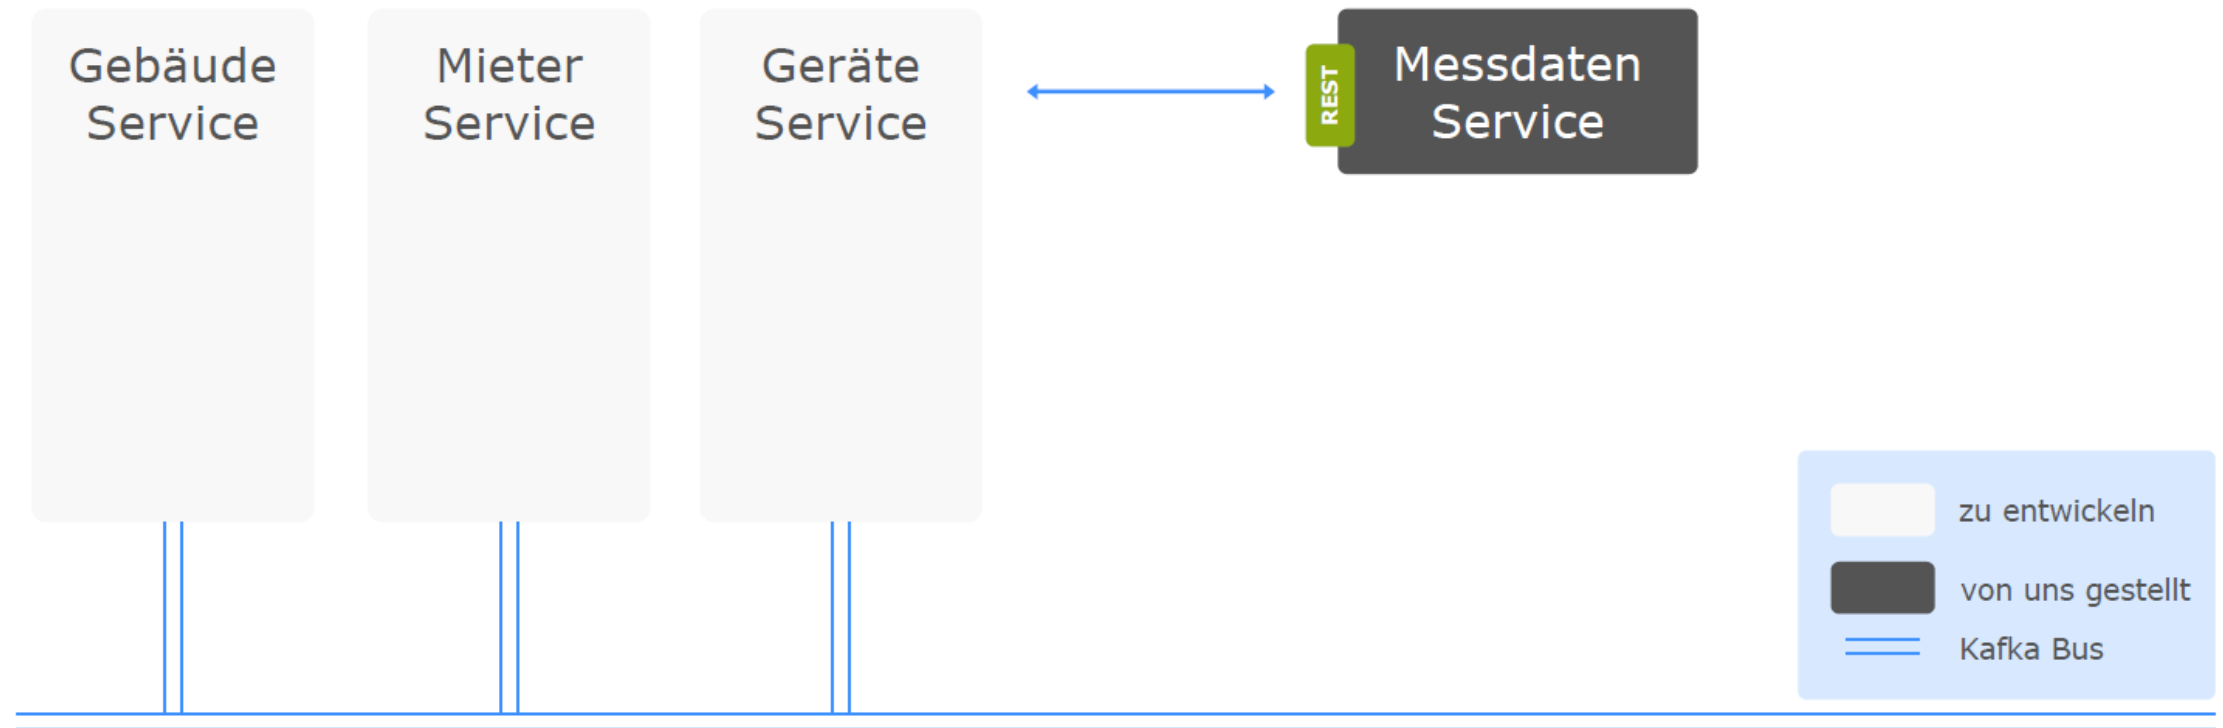 Gebäude
Service
Mieter
Service
Geräte
Service
REST
Messdaten
Service
zu entwickeln
von uns gestellt
Kafka Bus